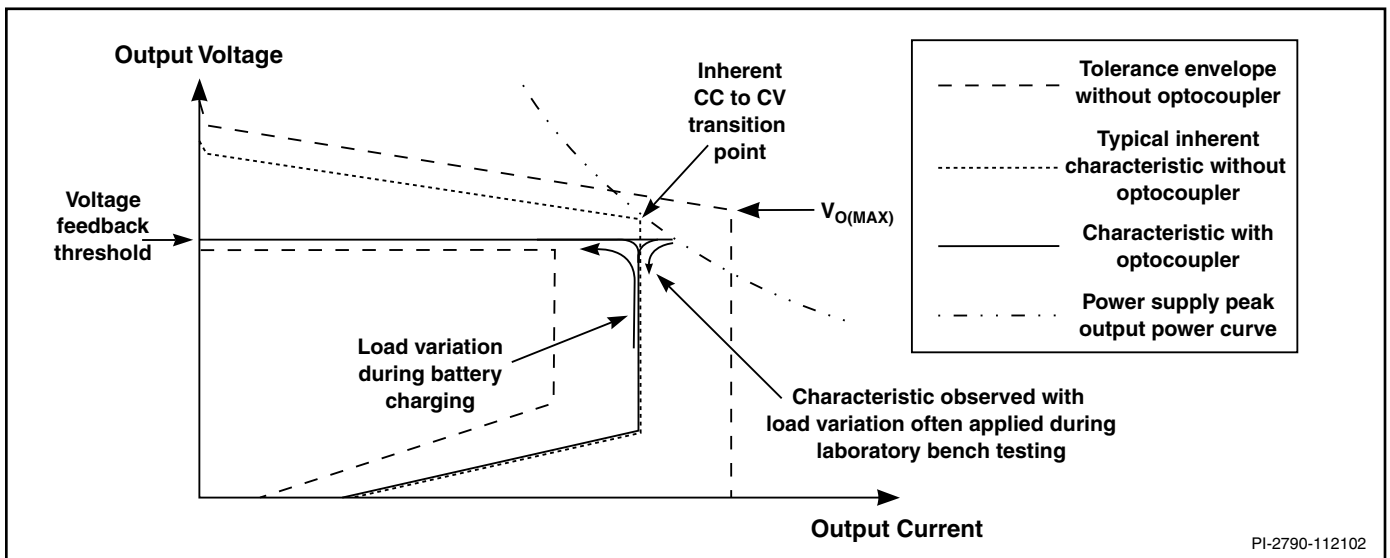 Output Voltage
Inherent
CC to CV
transition
point
Tolerance envelope
without optocoupler
Typical inherent
characteristic without
optocoupler
Characteristic with
optocoupler
Power supply peak
output power curve
Voltage
feedback
threshold
VO(MAX)
Load variation
during battery
charging
Characteristic observed with
load variation often applied during
laboratory bench testing
Output Current
PI-2790-112102